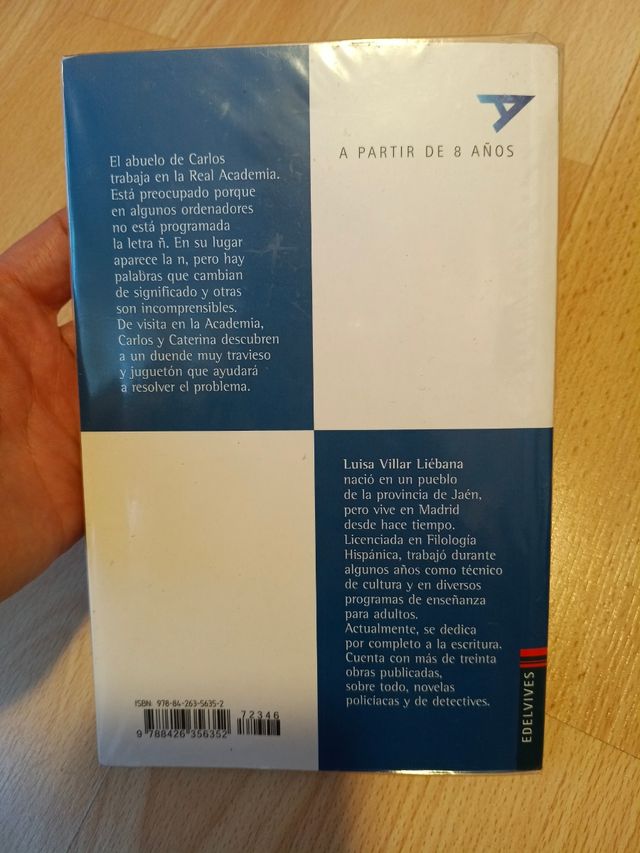 A PARTIR DE 8 AÑOS
El abuelo de Carlos
trabaja en la Real Academia.
Está preocupado porque
en algunos ordenadores
no está programada
la letra ñ. En su lugar
aparece la n, pero hay
palabras que cambian
de significado y otras
son incomprensibles.
De visita en la Academia,
Carlos y Caterina descubren
a un duende muy travieso
y juguetón que ayudará
a resolver el problema.
Luisa Villar Liébana
nació en un pueblo
de la provincia de Jaén,
pero vive en Madrid
desde hace tiempo.
Licenciada en Filología
Hispánica, trabajó durante
algunos años como técnico
de cultura y en diversos
programas de enseñanza
para adultos.
Actualmente, se dedica
por completo a la escritura.
Cuenta con más de treinta
obras publicadas,
sobre todo, novelas
policíacas y de detectives.
EDELVIVES
ISBN: 978-84-263-5635-2
72346
9 788426 356352